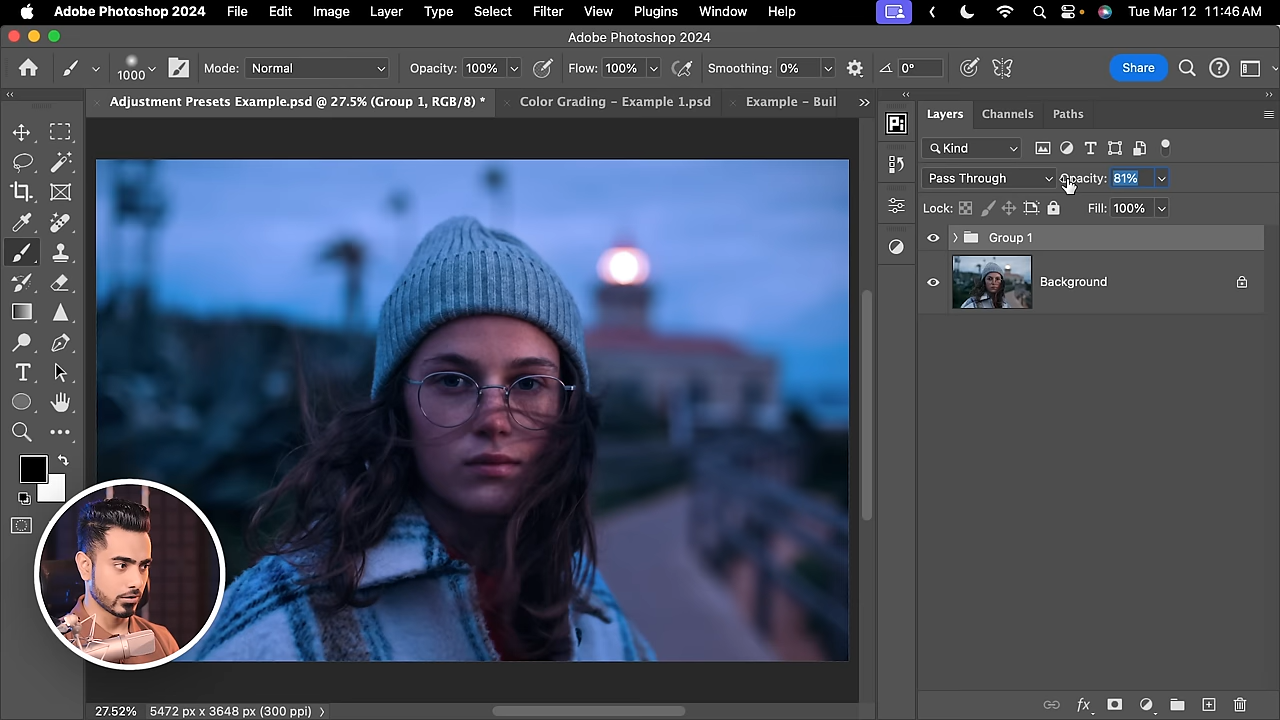 Adobe Photoshop 2024 File Edit Image Layer Type Select Filter View Plugins Window Help Tue Mar 12 11:46 AM
Adobe Photoshop 2024
1000 Mode: Normal Opacity: 100% Flow: 100% Smoothing: 0% 0° Share
Adjustment Presets Example.psd @ 27.5% (Group 1, RGB/8) * Color Grading - Example 1.psd Example - Buil
Layers Channels Paths
Kind
Pass Through Opacity: 81%
Lock: Fill: 100%
Group 1
Background
27.52% 5472 px x 3648 px (300 ppi)